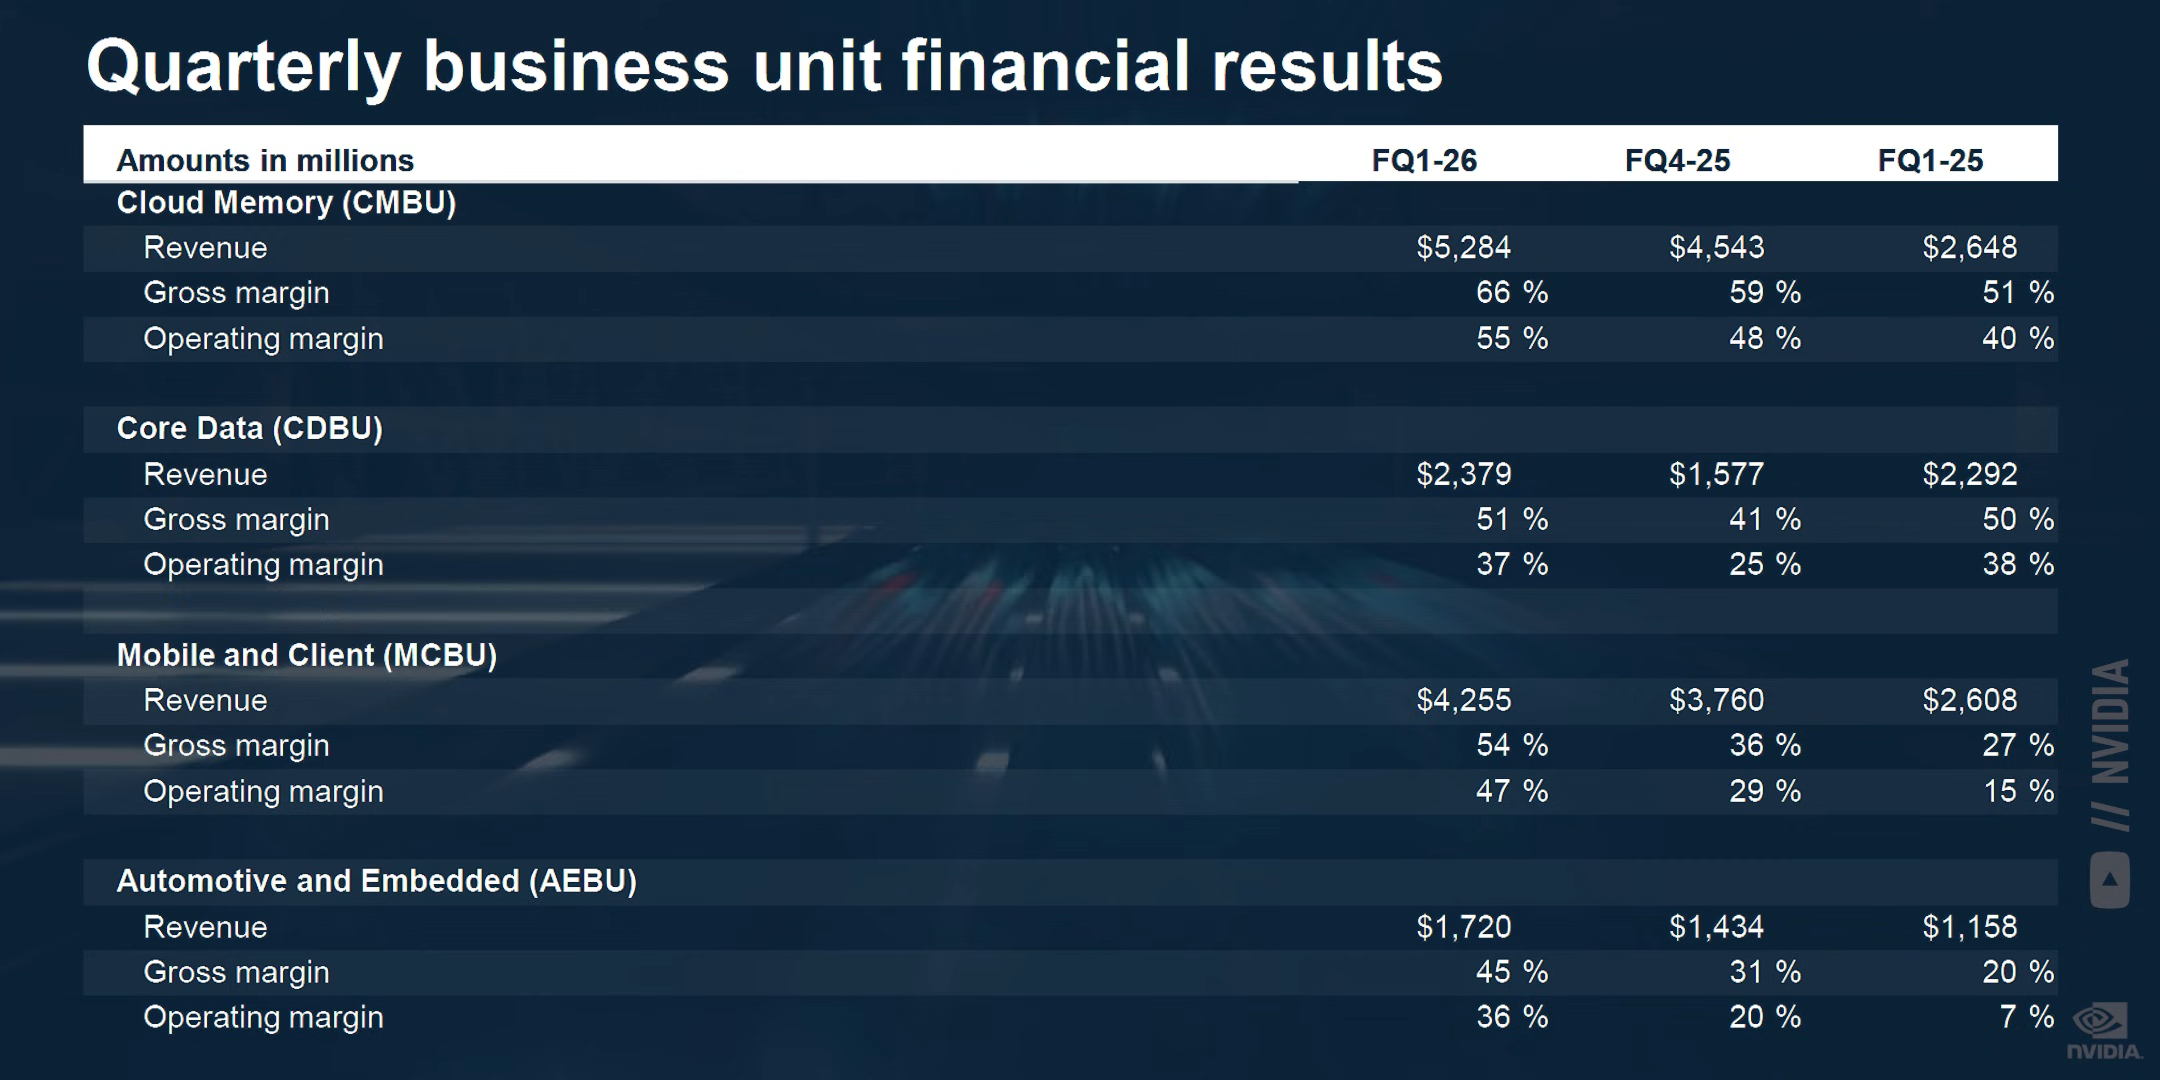 Quarterly business unit financial results
Amounts in millions FQ1-26 FQ4-25 FQ1-25
Cloud Memory (CMBU)
Revenue $5,284 $4,543 $2,648
Gross margin 66 % 59 % 51 %
Operating margin 55 % 48 % 40 %
Core Data (CDBU)
Revenue $2,379 $1,577 $2,292
Gross margin 51 % 41 % 50 %
Operating margin 37 % 25 % 38 %
Mobile and Client (MCBU)
Revenue $4,255 $3,760 $2,608
Gross margin 54 % 36 % 27 %
Operating margin 47 % 29 % 15 %
Automotive and Embedded (AEBU)
Revenue $1,720 $1,434 $1,158
Gross margin 45 % 31 % 20 %
Operating margin 36 % 20 % 7 %
// NVIDIA
NVIDIA.